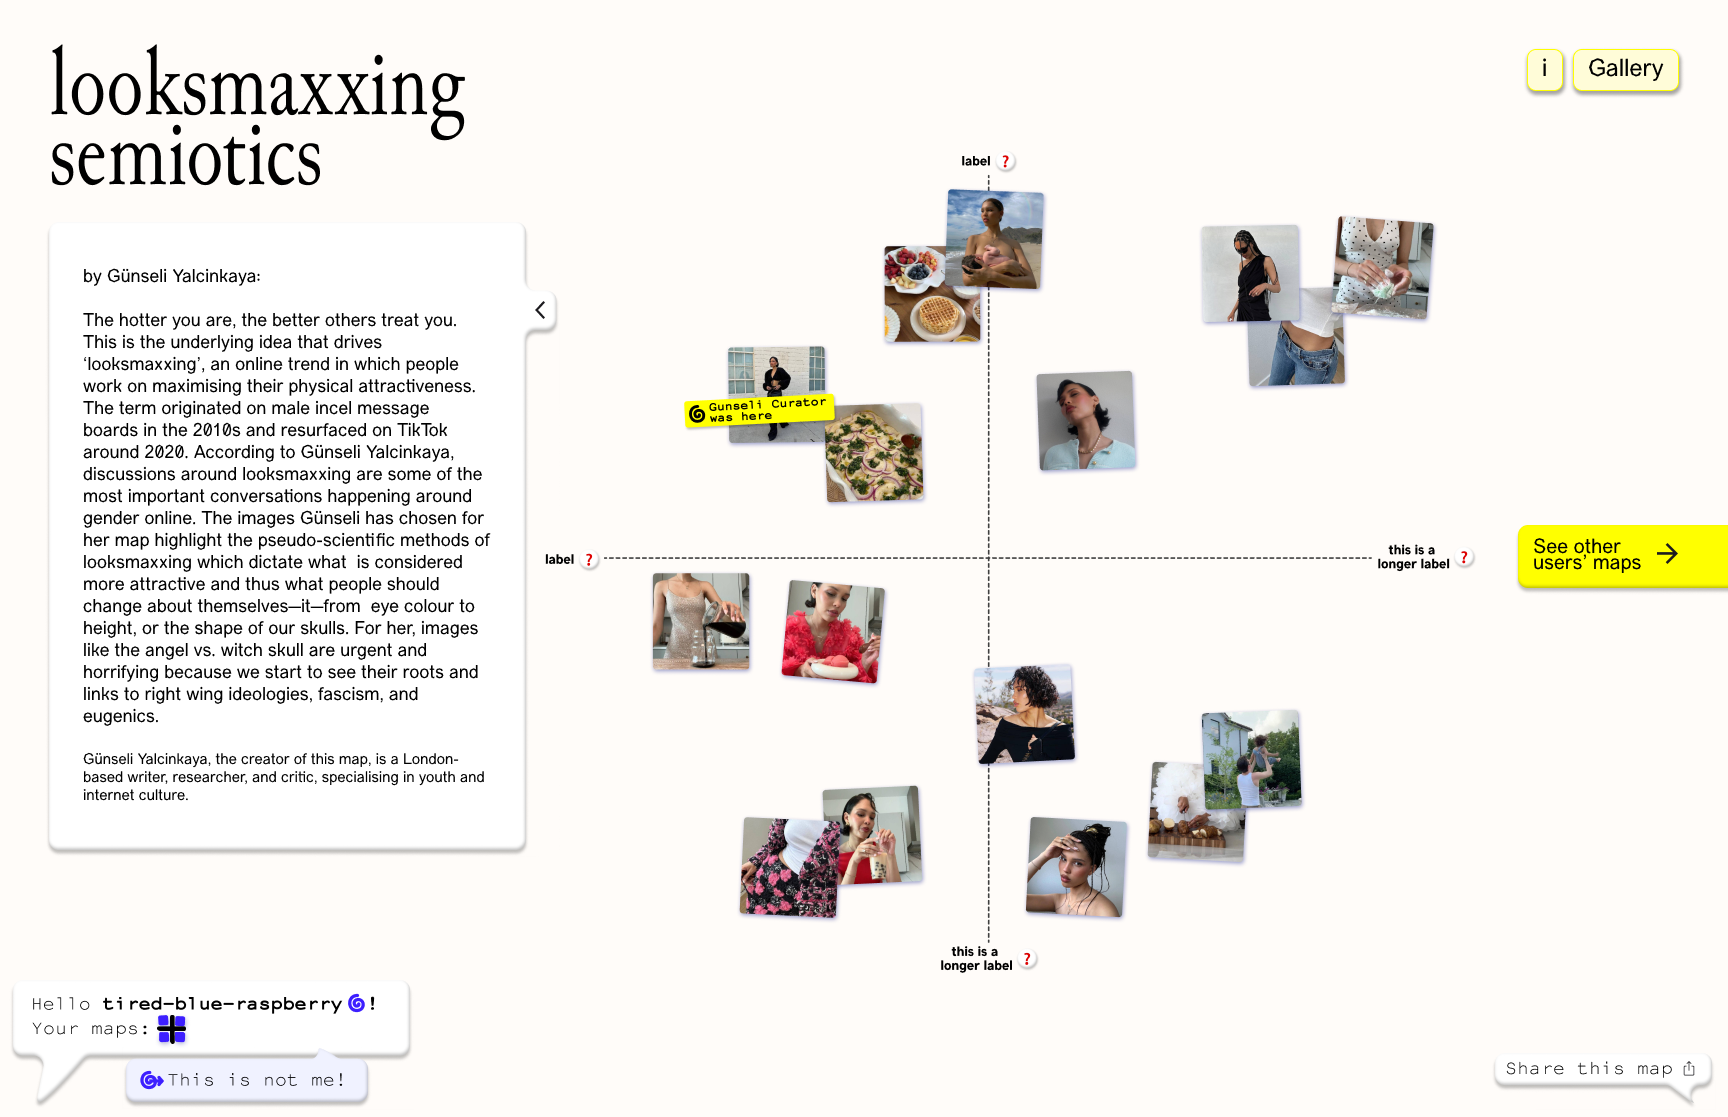 looksmaxxing
semiotics
i
Gallery
by Günseli Yalcinkaya:
The hotter you are, the better others treat you.
This is the underlying idea that drives
‘looksmaxxing’, an online trend in which people
work on maximising their physical attractiveness.
The term originated on male incel message
boards in the 2010s and resurfaced on TikTok
around 2020. According to Günseli Yalcinkaya,
discussions around looksmaxxing are some of the
most important conversations happening around
gender online. The images Günseli has chosen for
her map highlight the pseudo-scientific methods of
looksmaxxing which dictate what  is considered
more attractive and thus what people should
change about themselves—it—from  eye colour to
height, or the shape of our skulls. For her, images
like the angel vs. witch skull are urgent and
horrifying because we start to see their roots and
links to right wing ideologies, fascism, and
eugenics.
Günseli Yalcinkaya, the creator of this map, is a London-
based writer, researcher, and critic, specialising in youth and
internet culture.
label ?
Gunseli Curator
was here
label ?
this is a
longer label ?
this is a
longer label ?
See other
users’ maps
Hello tired-blue-raspberry !
Your maps:
This is not me!
Share this map